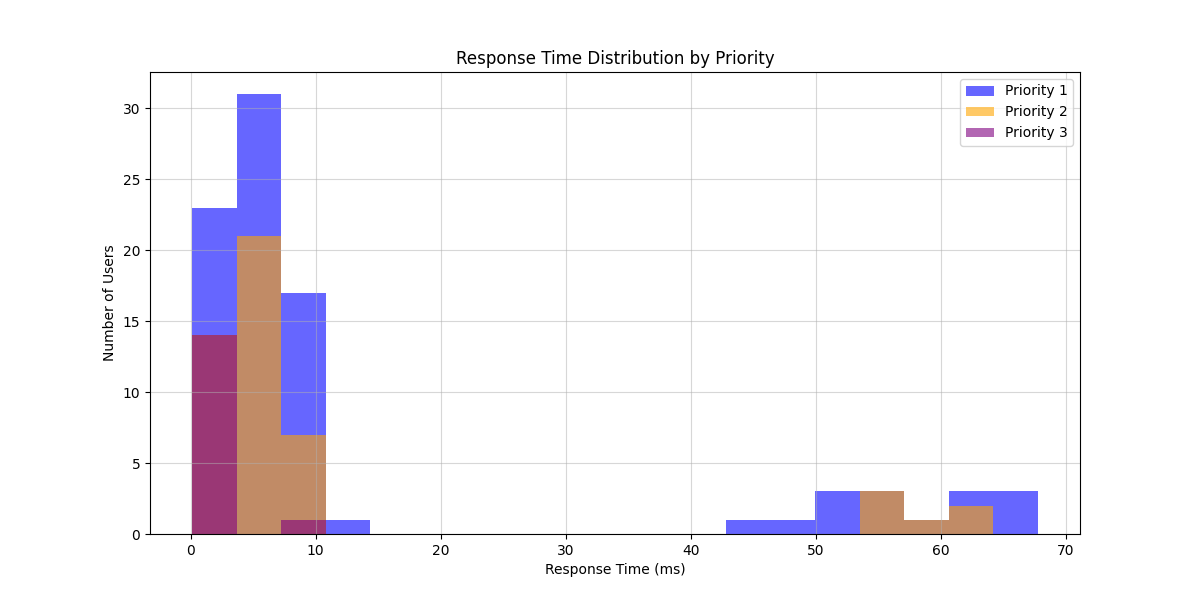 Response Time Distribution by Priority
Priority 1
Priority 2
Priority 3
30
25
20
15
10
5
0
Number of Users
0 10 20 30 40 50 60 70
Response Time (ms)